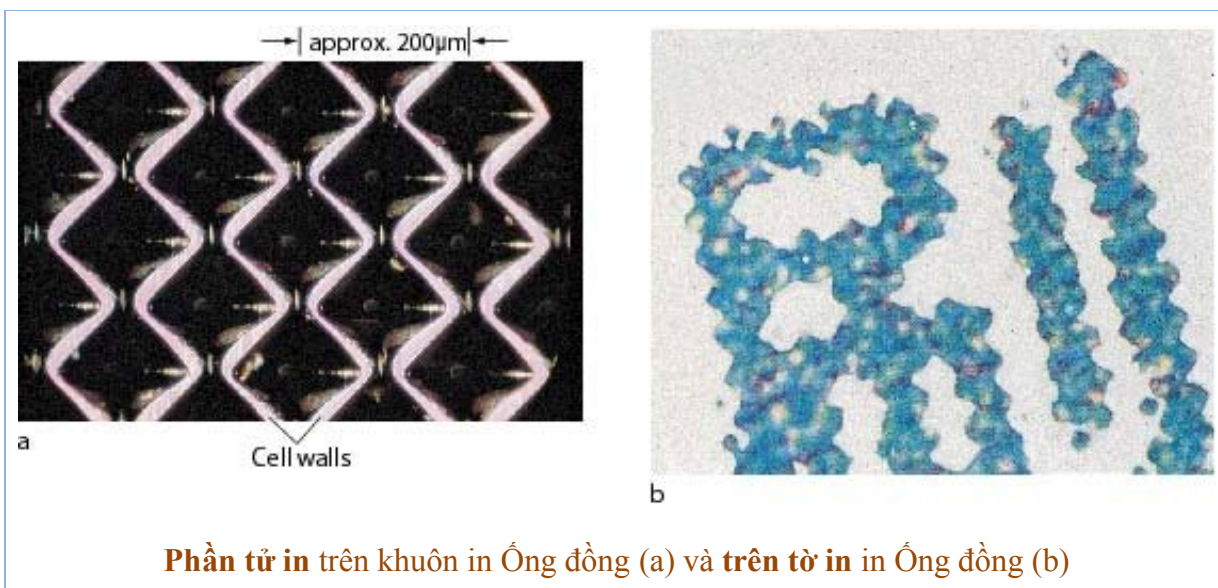 approx. 200µm
a
Cell walls
b
Phần tử in trên khuôn in Ống đồng (a) và trên tờ in in Ống đồng (b)